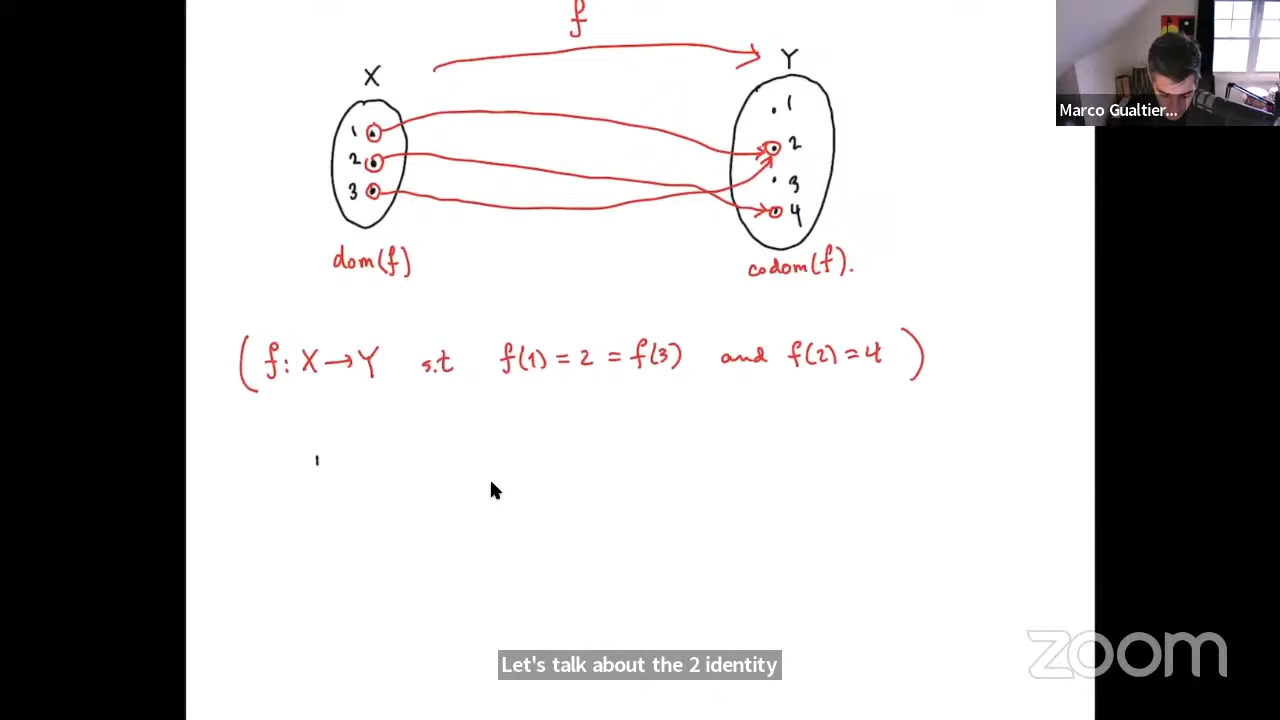 f
X
Y
1
2
3
1
2
3
4
dom(f)
codom(f).
(f: X→Y s.t f(1) = 2 = f(3) and f(2) = 4)
Marco Gualtier...
Let's talk about the 2 identity
zoom